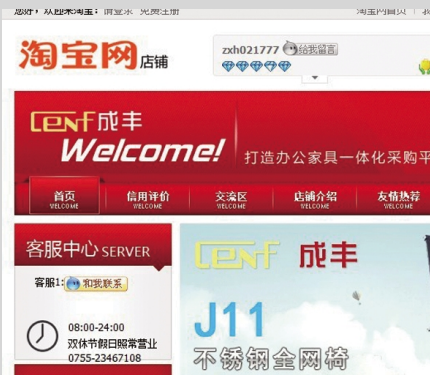 您好，欢迎来淘宝！请登录 免费注册
淘宝网首页
淘宝网店铺
zxh021777 给我留言
CENF成丰
Welcome!
打造办公家具一体化采购平
首页 信用评价 交流区 店铺介绍 友情热荐
WELCOME WELCOME WELCOME WELCOME WELCOME
客服中心 SERVER
客服1: 和我联系
08:00-24:00
双休节假日照常营业
0755-23467108
CENF 成丰
J11
不锈钢全网椅